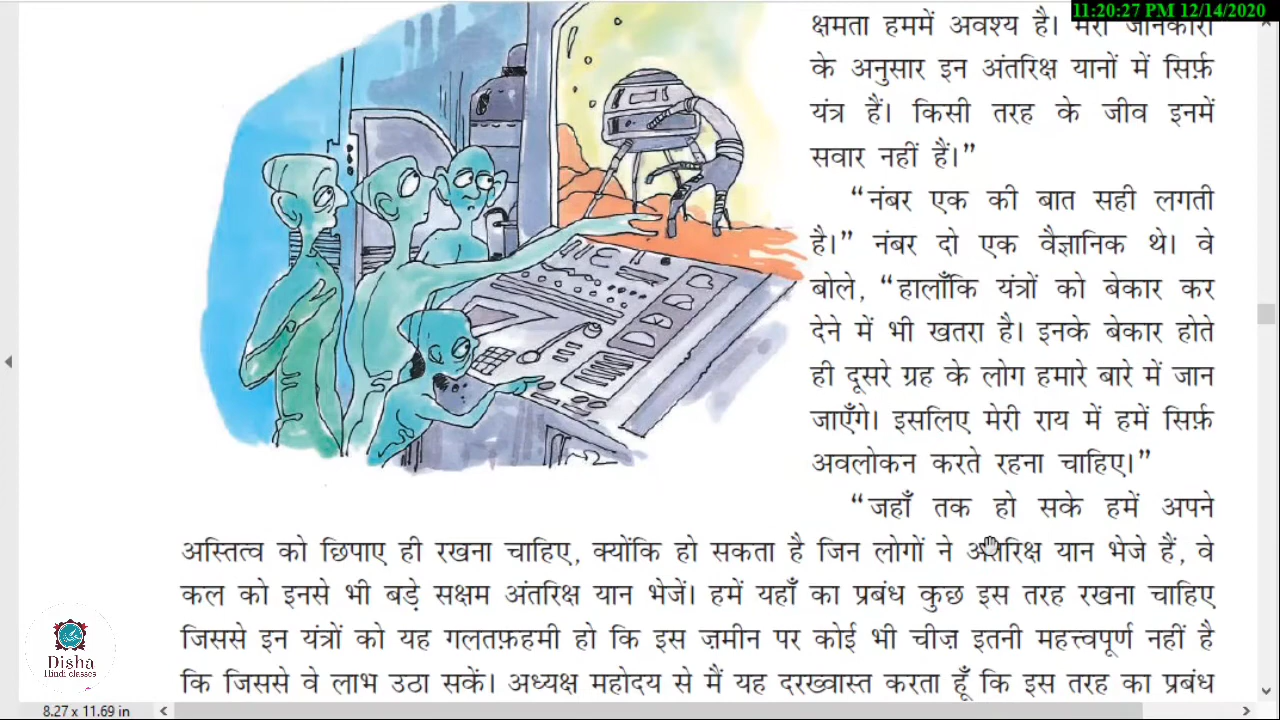 11:20:27 PM 12/14/2020
क्षमता हममें अवश्य है। मेरी जानकारी
के अनुसार इन अंतरिक्ष यानों में सिर्फ़
यंत्र हैं। किसी तरह के जीव इनमें
सवार नहीं हैं।”
“नंबर एक की बात सही लगती
है।” नंबर दो एक वैज्ञानिक थे। वे
बोले, “हालाँकि यंत्रों को बेकार कर
देने में भी खतरा है। इनके बेकार होते
ही दूसरे ग्रह के लोग हमारे बारे में जान
जाएँगे। इसलिए मेरी राय में हमें सिर्फ़
अवलोकन करते रहना चाहिए।”
“जहाँ तक हो सके हमें अपने
अस्तित्व को छिपाए ही रखना चाहिए, क्योंकि हो सकता है जिन लोगों ने अंतरिक्ष यान भेजे हैं, वे
कल को इनसे भी बड़े सक्षम अंतरिक्ष यान भेजें। हमें यहाँ का प्रबंध कुछ इस तरह रखना चाहिए
जिससे इन यंत्रों को यह गलतफ़हमी हो कि इस ज़मीन पर कोई भी चीज़ इतनी महत्त्वपूर्ण नहीं है
कि जिससे वे लाभ उठा सकें। अध्यक्ष महोदय से मैं यह दरख्वास्त करता हूँ कि इस तरह का प्रबंध
Disha
Hindi classes
8.27 x 11.69 in